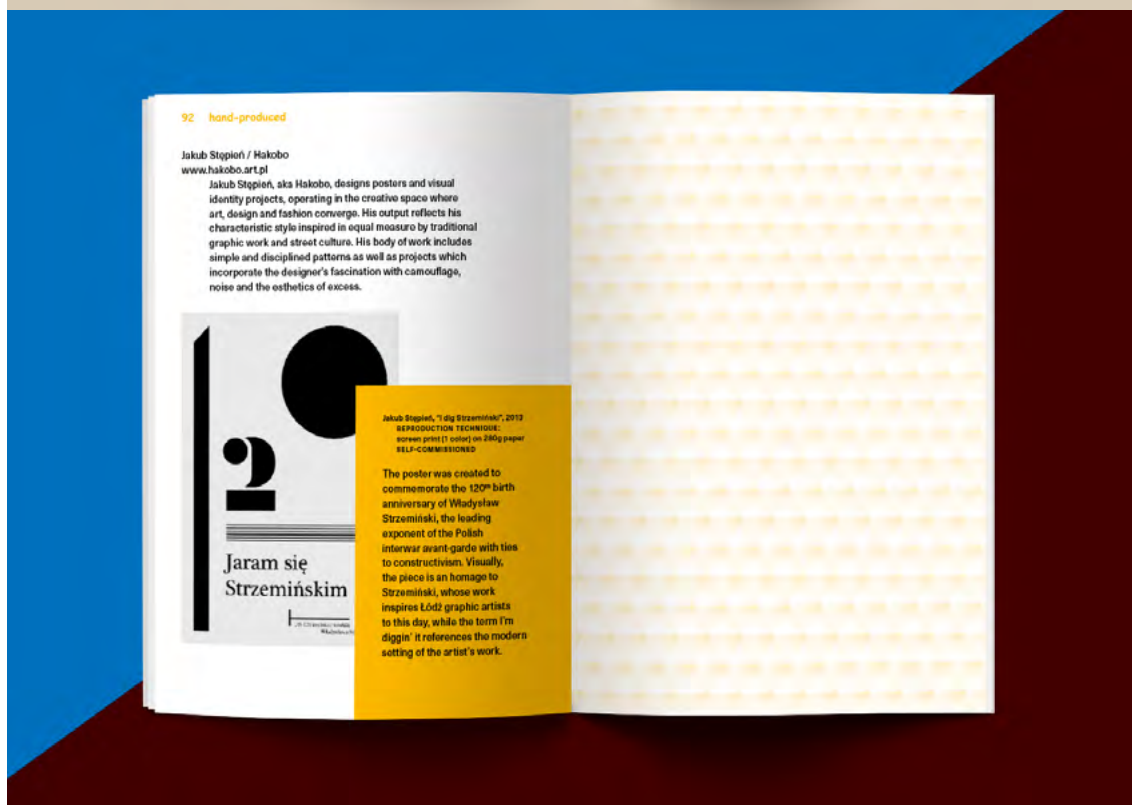 92 hand-produced
Jakub Stępień / Hakobo
www.hakobo.art.pl
Jakub Stępień, aka Hakobo, designs posters and visual
identity projects, operating in the creative space where
art, design and fashion converge. His output reflects his
characteristic style inspired in equal measure by traditional
graphic work and street culture. His body of work includes
simple and disciplined patterns as well as projects which
incorporate the designer's fascination with camouflage,
noise and the esthetics of excess.
120
Jaram się
Strzemińskim
Jakub Stępień, "I dig Strzemiński", 2013
REPRODUCTION TECHNIQUE:
screen print [1 color] on 280g paper
SELF-COMMISSIONED
The poster was created to
commemorate the 120th birth
anniversary of Władysław
Strzemiński, the leading
exponent of the Polish
interwar avant-garde with ties
to constructivism. Visually,
the piece is an homage to
Strzemiński, whose work
inspires Łódź graphic artists
to this day, while the term I'm
diggin' it references the modern
setting of the artist's work.